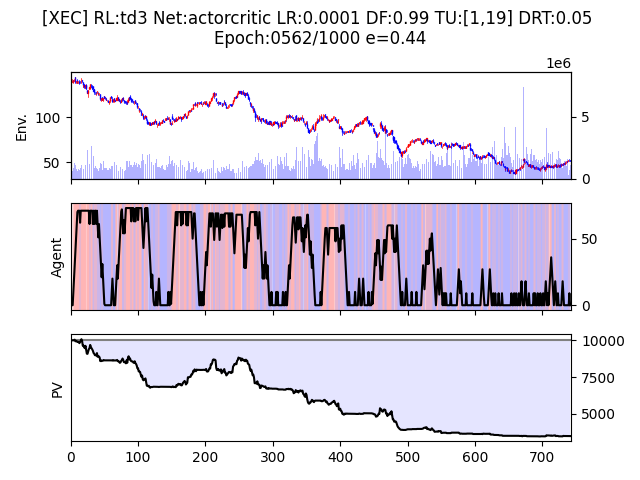 [XEC] RL:td3 Net:actorcritic LR:0.0001 DF:0.99 TU:[1,19] DRT:0.05
Epoch:0562/1000 e=0.44
1e6
Env.
100
50
5
0
Agent
50
0
PV
10000
7500
5000
0 100 200 300 400 500 600 700